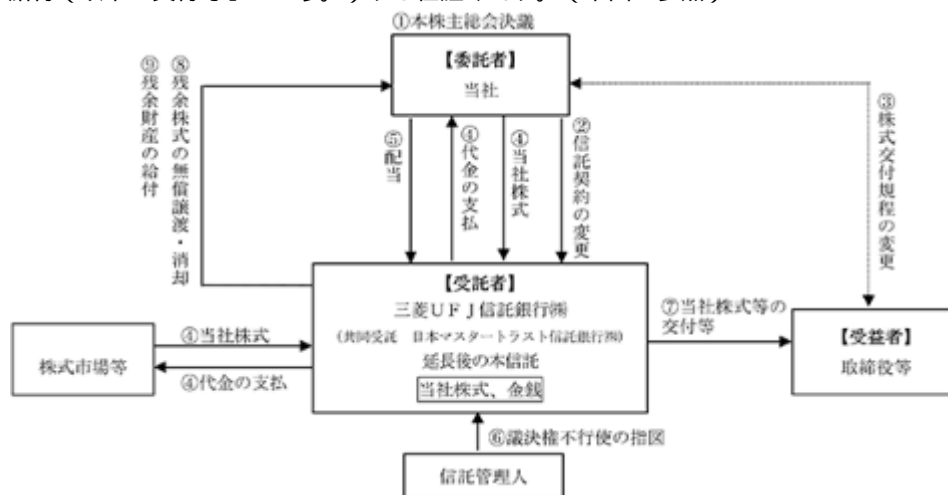 ①本株主総会決議
【委託者】
当社
⑨残余財産の給付
⑧残余株式の無償譲渡・消却
⑤配当
④代金の支払
④当社株式
②信託契約の変更
③株式交付規程の変更
【受託者】
三菱UFJ信託銀行㈱
(共同受託 日本マスタートラスト信託銀行㈱)
延長後の本信託
当社株式、金銭
④当社株式
株式市場等
④代金の支払
⑦当社株式等の
交付等
【受益者】
取締役等
⑥議決権不行使の指図
信託管理人